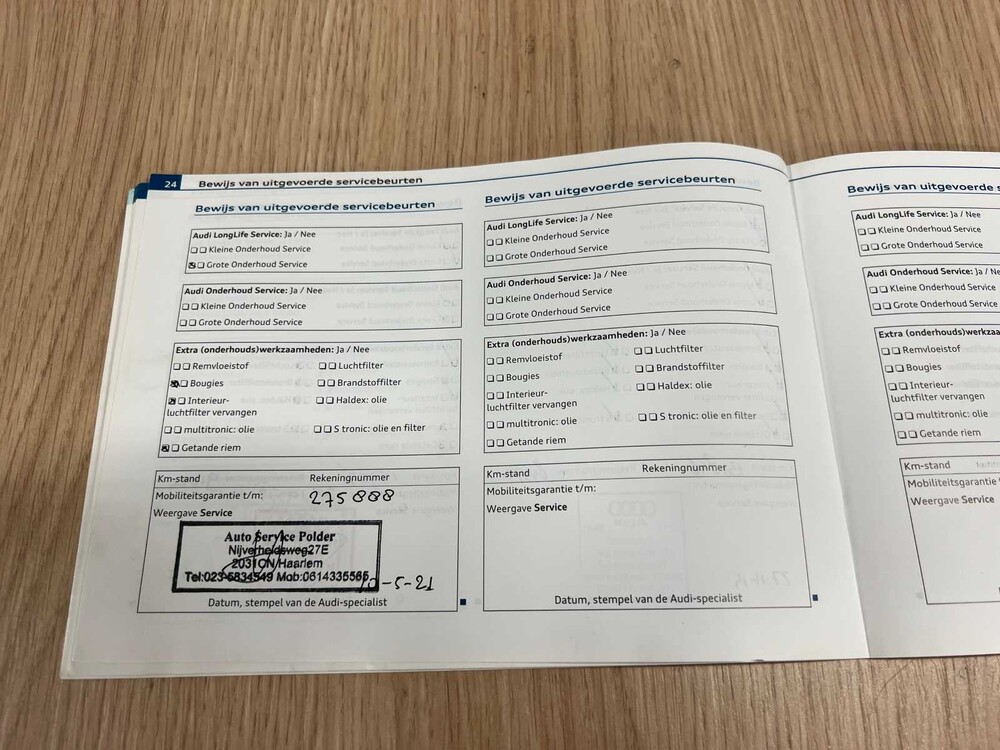 24 Bewijs van uitgevoerde servicebeurten
Bewijs van uitgevoerde servicebeurten
Audi LongLife Service: Ja / Nee
Kleine Onderhoud Service
Grote Onderhoud Service
Audi Onderhoud Service: Ja / Nee
Kleine Onderhoud Service
Grote Onderhoud Service
Extra (onderhouds)werkzaamheden: Ja / Nee
Remvloeistof Luchtfilter
Bougies Brandstoffilter
Interieur- Haldex: olie
luchtfilter vervangen
multitronic: olie S tronic: olie en filter
Getande riem
Km-stand Rekeningnummer
Mobiliteitsgarantie t/m: 275888
Weergave Service
Auto Service Polder
Nijverheidsweg27E
2031CN Haarlem
Tel:023-5834549 Mob:0614335565
-5-21
Datum, stempel van de Audi-specialist
Bewijs van uitgevoerde servicebeurten
Audi LongLife Service: Ja / Nee
Kleine Onderhoud Service
Grote Onderhoud Service
Audi Onderhoud Service: Ja / Nee
Kleine Onderhoud Service
Grote Onderhoud Service
Extra (onderhouds)werkzaamheden: Ja / Nee
Remvloeistof Luchtfilter
Bougies Brandstoffilter
Interieur- Haldex: olie
luchtfilter vervangen
multitronic: olie S tronic: olie en filter
Getande riem
Km-stand Rekeningnummer
Mobiliteitsgarantie t/m:
Weergave Service
Datum, stempel van de Audi-specialist
Bewijs van uitgevoerde s
Audi LongLife Service: Ja / Nee
Kleine Onderhoud Service
Grote Onderhoud Service
Audi Onderhoud Service: Ja / N
Kleine Onderhoud Service
Grote Onderhoud Service
Extra (onderhouds)werkzaa
Remvloeistof
Bougies
Interieur-
luchtfilter vervangen
multitronic: olie
Getande riem
Km-stand
Mobiliteitsgarantie
Weergave Service